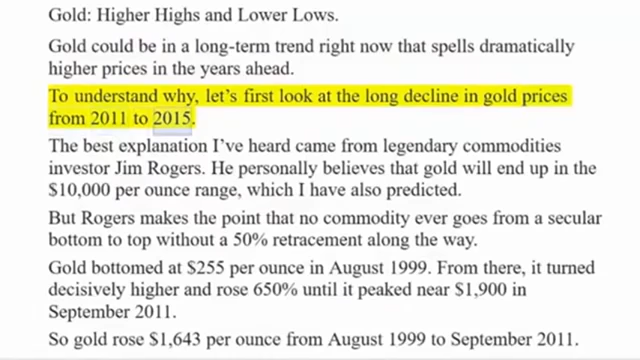 Gold: Higher Highs and Lower Lows.
Gold could be in a long-term trend right now that spells dramatically
higher prices in the years ahead.
To understand why, let’s first look at the long decline in gold prices
from 2011 to 2015.
The best explanation I’ve heard came from legendary commodities
investor Jim Rogers. He personally believes that gold will end up in the
$10,000 per ounce range, which I have also predicted.
But Rogers makes the point that no commodity ever goes from a secular
bottom to top without a 50% retracement along the way.
Gold bottomed at $255 per ounce in August 1999. From there, it turned
decisively higher and rose 650% until it peaked near $1,900 in
September 2011.
So gold rose $1,643 per ounce from August 1999 to September 2011.